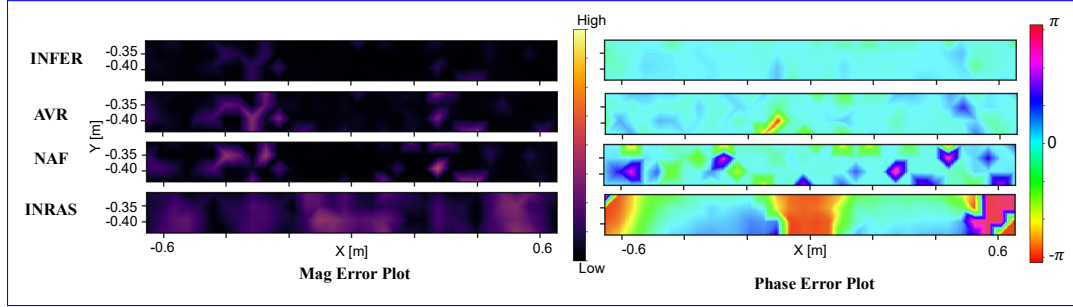 High
π
INFER
-0.35
-0.40
AVR
-0.35
-0.40
Y [m]
0
NAF
-0.35
-0.40
INRAS
-0.35
-0.40
-0.6
X [m]
0.6
Low
-0.6
X [m]
0.6
-π
Mag Error Plot
Phase Error Plot